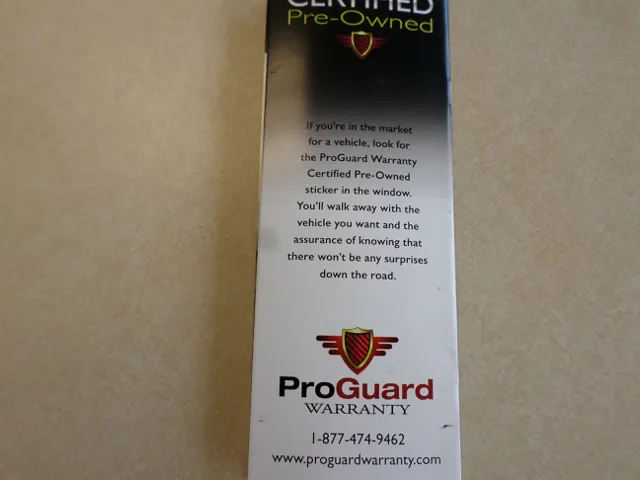 CERTIFIED
Pre-Owned
If you're in the market
for a vehicle, look for
the ProGuard Warranty
Certified Pre-Owned
sticker in the window.
You'll walk away with the
vehicle you want and the
assurance of knowing that
there won't be any surprises
down the road.
ProGuard
WARRANTY
1-877-474-9462
www.proguardwarranty.com